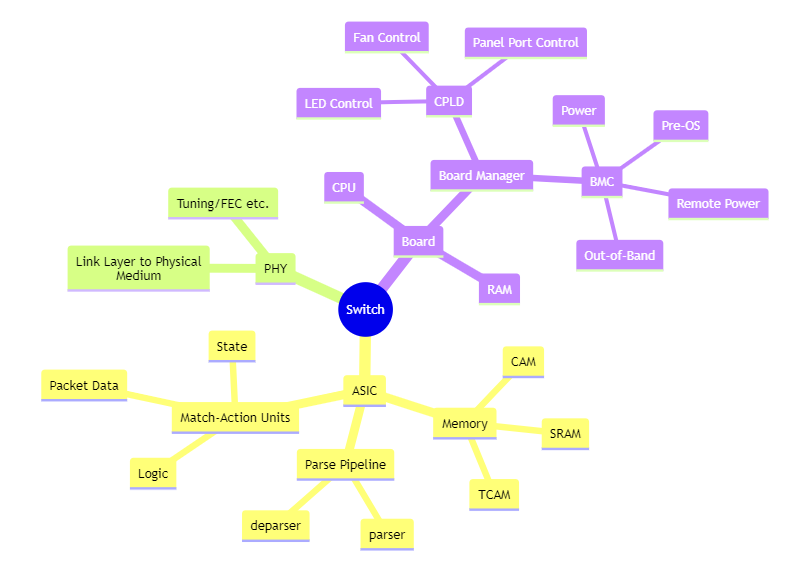 Fan Control
Panel Port Control
LED Control
CPLD
Power
Pre-OS
Board Manager
BMC
CPU
Remote Power
Tuning/FEC etc.
Board
Out-of-Band
Link Layer to Physical
Medium
PHY
RAM
Switch
State
CAM
Packet Data
ASIC
Match-Action Units
Memory
SRAM
Logic
Parse Pipeline
TCAM
deparser
parser